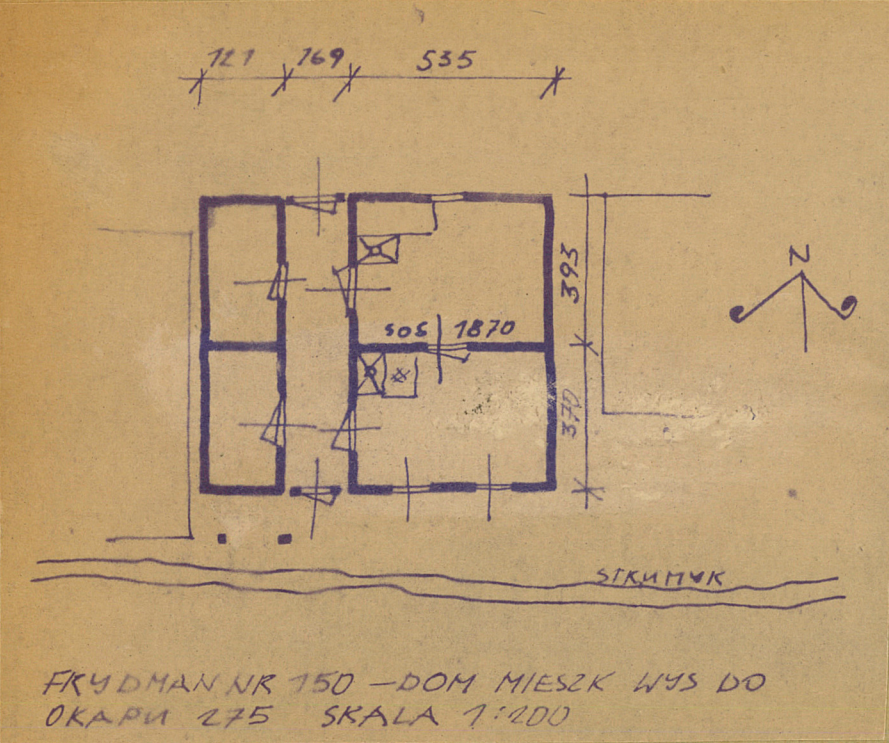 121 169 535
N
393
SOS 1870
370
STRUMYK
FRYDMAN NR 150 – DOM MIESZK WYS DO
OKAPU 275 SKALA 1:200